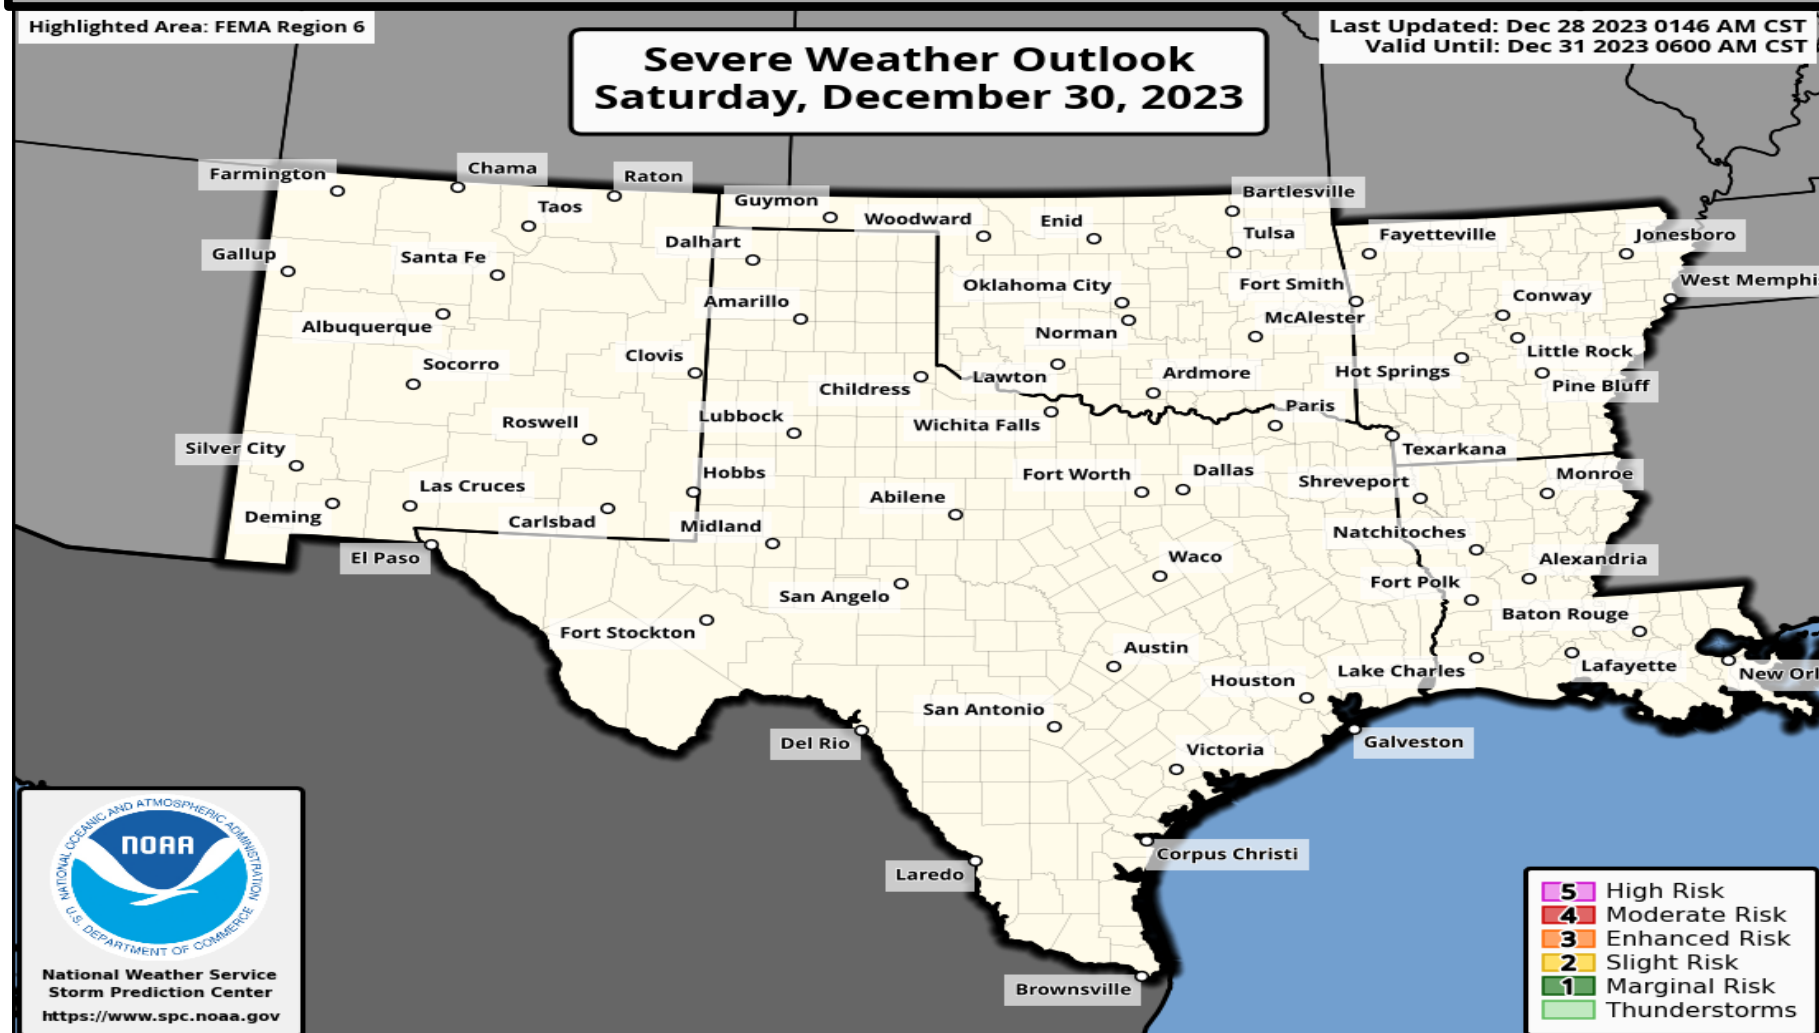 Highlighted Area: FEMA Region 6
Severe Weather Outlook
Saturday, December 30, 2023
Last Updated: Dec 28 2023 0146 AM CST
Valid Until: Dec 31 2023 0600 AM CST
Farmington
Chama
Raton
Taos
Guymon
Woodward
Enid
Bartlesville
Gallup
Santa Fe
Dalhart
Tulsa
Fayetteville
Jonesboro
Albuquerque
Amarillo
Oklahoma City
Fort Smith
Conway
West Memphi
Norman
McAlester
Socorro
Clovis
Childress
Lawton
Ardmore
Hot Springs
Little Rock
Pine Bluff
Roswell
Lubbock
Wichita Falls
Paris
Texarkana
Silver City
Las Cruces
Hobbs
Abilene
Fort Worth
Dallas
Shreveport
Monroe
Deming
Carlsbad
Midland
Natchitoches
El Paso
San Angelo
Waco
Fort Polk
Alexandria
Fort Stockton
Austin
Baton Rouge
Houston
Lake Charles
Lafayette
New Orl
San Antonio
Del Rio
Victoria
Galveston
Laredo
Corpus Christi
Brownsville
NATIONAL OCEANIC AND ATMOSPHERIC ADMINISTRATION
NOAA
U.S. DEPARTMENT OF COMMERCE
National Weather Service
Storm Prediction Center
https://www.spc.noaa.gov
5 High Risk
4 Moderate Risk
3 Enhanced Risk
2 Slight Risk
1 Marginal Risk
Thunderstorms